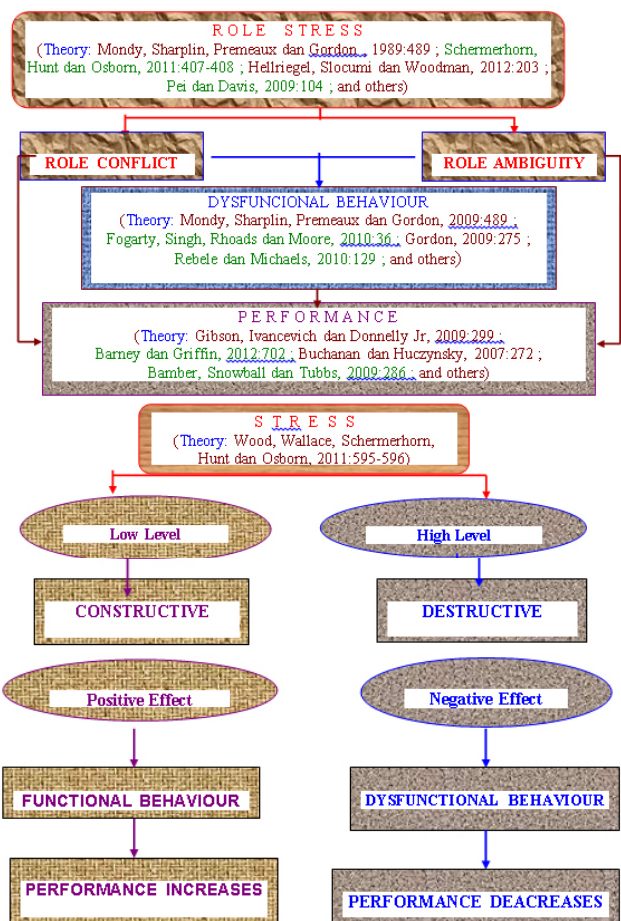 ROLE STRESS
(Theory: Mondy, Sharplin, Premeaux dan Gordon , 1989:489 ; Schermerhorn,
Hunt dan Osborn, 2011:407-408 ; Hellriegel, Slocumi dan Woodman, 2012:203 ;
Pei dan Davis, 2009:104 ; and others)
ROLE CONFLICT
ROLE AMBIGUITY
DYSFUNCIONAL BEHAVIOUR
(Theory: Mondy, Sharplin, Premeaux dan Gordon, 2009:489 ;
Fogarty, Singh, Rhoads dan Moore, 2010:36 ; Gordon, 2009:275 ;
Rebele dan Michaels, 2010:129 ; and others)
PERFORMANCE
(Theory: Gibson, Ivancevich dan Donnelly Jr, 2009:299 ;
Barney dan Griffin, 2012:702 ; Buchanan dan Huczynsky, 2007:272 ;
Bamber, Snowball dan Tubbs, 2009:286 ; and others)
STRESS
(Theory: Wood, Wallace, Schermerhorn,
Hunt dan Osborn, 2011:595-596)
Low Level
High Level
CONSTRUCTIVE
DESTRUCTIVE
Positive Effect
Negative Effect
FUNCTIONAL BEHAVIOUR
DYSFUNCTIONAL BEHAVIOUR
PERFORMANCE INCREASES
PERFORMANCE DEACREASES